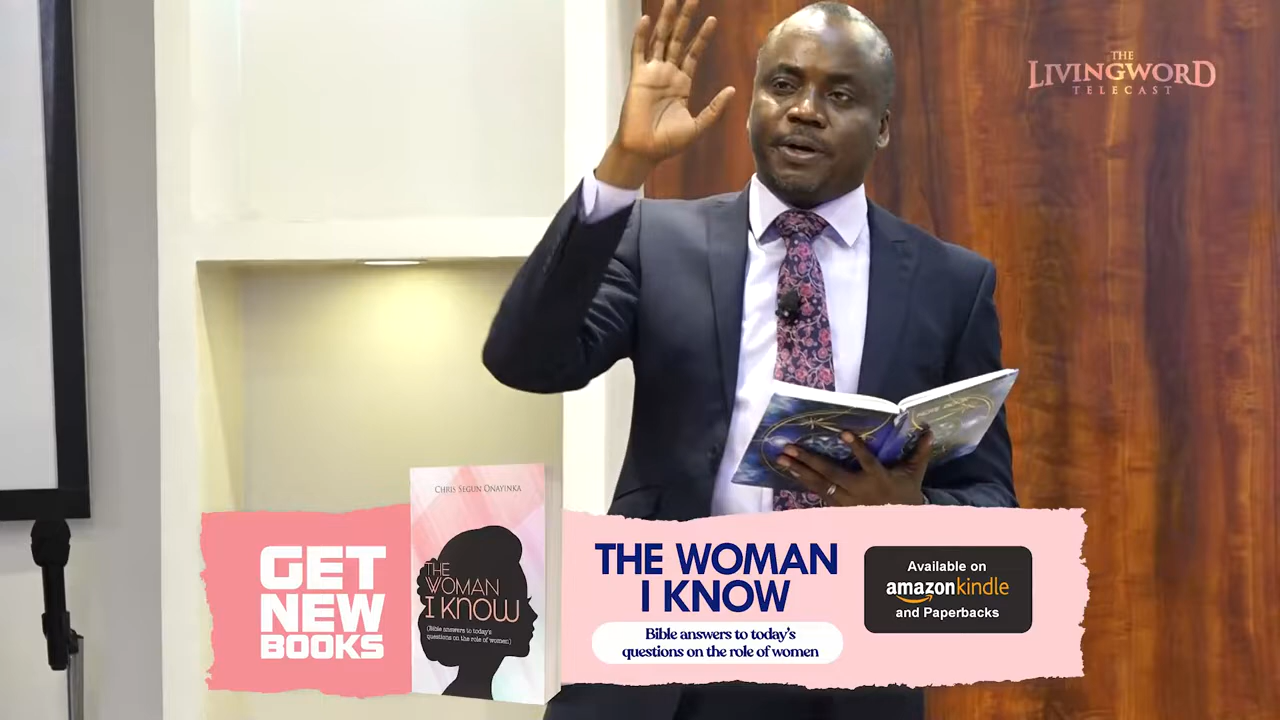 THE
LIVINGWORD
TELECAST
GET
NEW
BOOKS
CHRIS SEGUN ONAYINKA
THE
WOMAN
I KNOW
(Bible answers to today's
questions on the role of women)
THE WOMAN
I KNOW
Bible answers to today's
questions on the role of women
Available on
amazonkindle
and Paperbacks